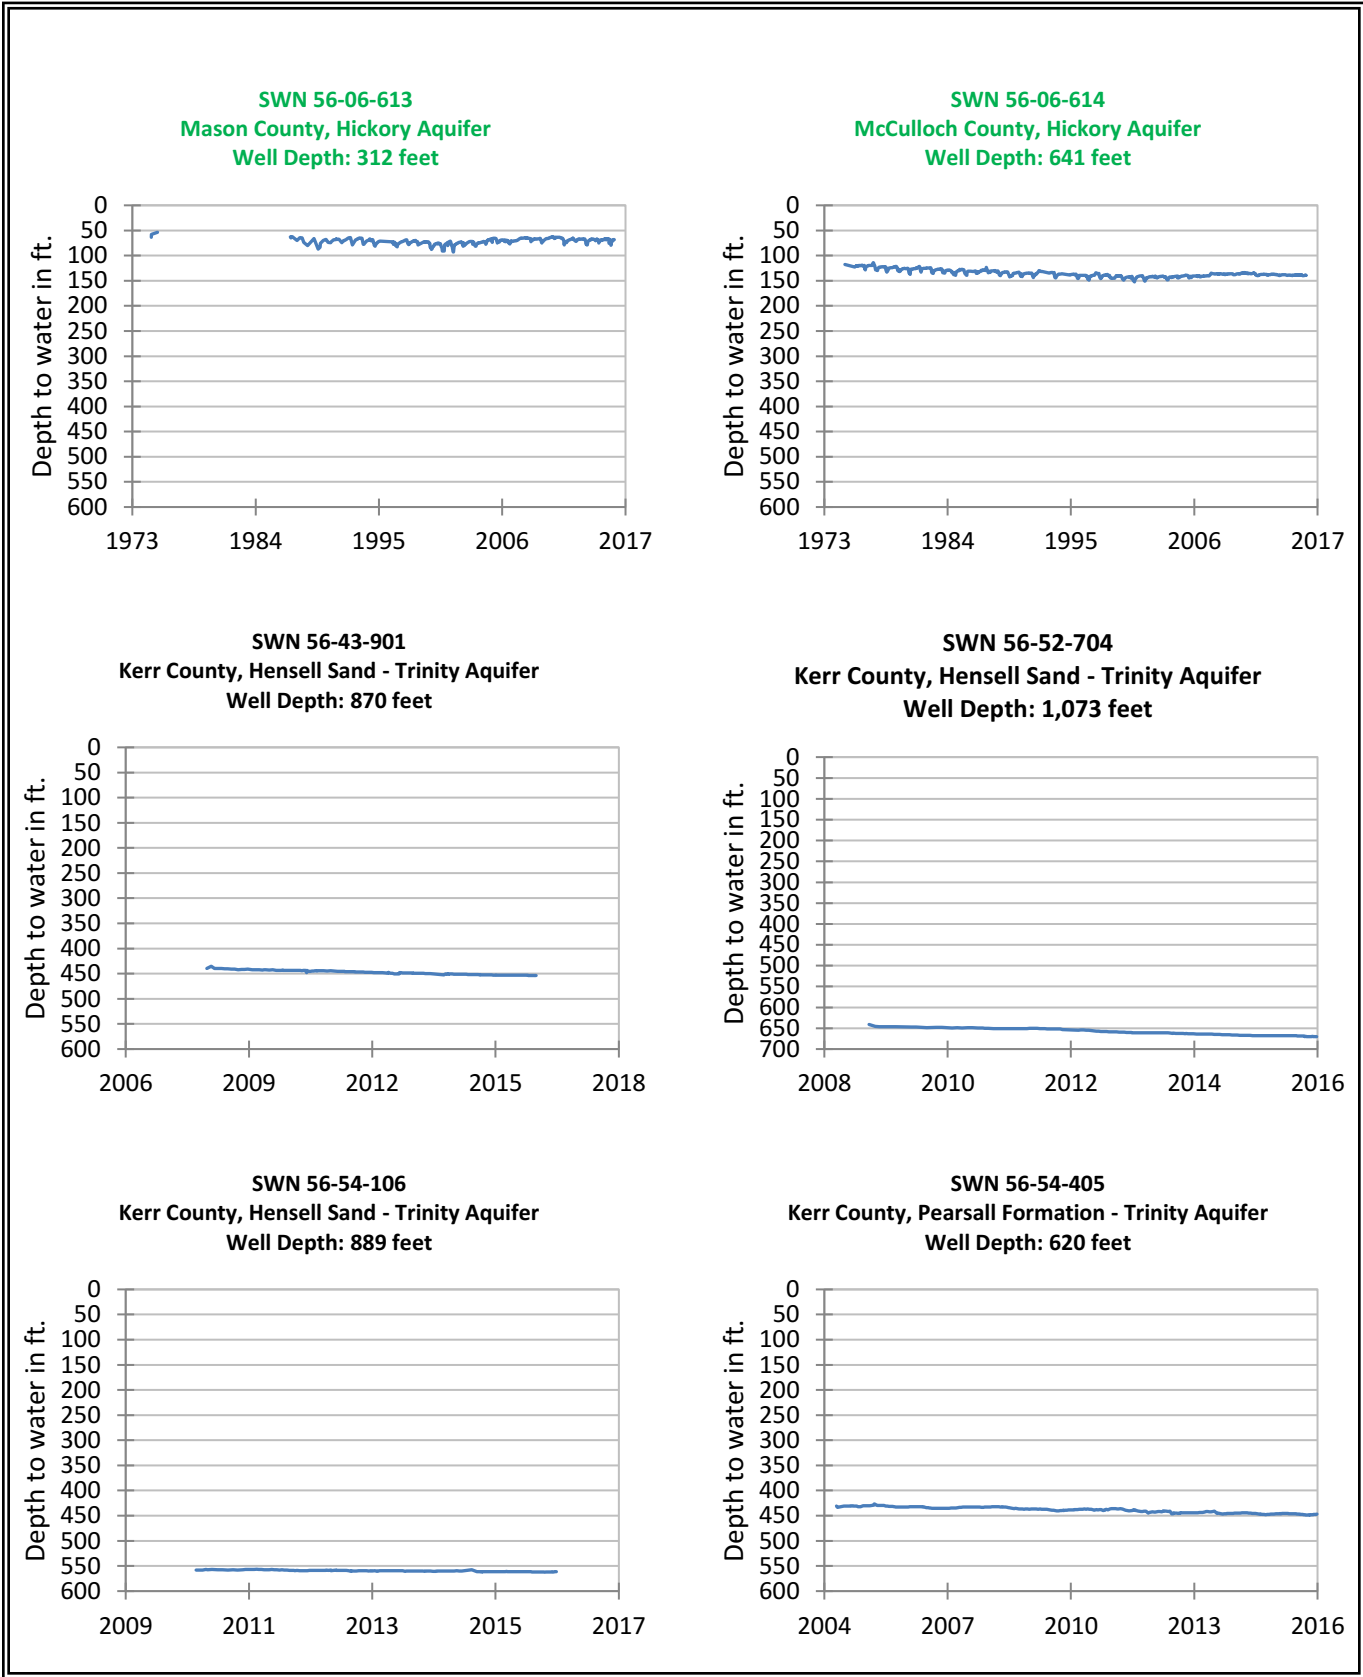 SWN 56-06-613
Mason County, Hickory Aquifer
Well Depth: 312 feet
Depth to water in ft.
0
50
100
150
200
250
300
350
400
450
500
550
600
1973 1984 1995 2006 2017
SWN 56-06-614
McCulloch County, Hickory Aquifer
Well Depth: 641 feet
Depth to water in ft.
0
50
100
150
200
250
300
350
400
450
500
550
600
1973 1984 1995 2006 2017
SWN 56-43-901
Kerr County, Hensell Sand - Trinity Aquifer
Well Depth: 870 feet
Depth to water in ft.
0
50
100
150
200
250
300
350
400
450
500
550
600
2006 2009 2012 2015 2018
SWN 56-52-704
Kerr County, Hensell Sand - Trinity Aquifer
Well Depth: 1,073 feet
Depth to water in ft.
0
50
100
150
200
250
300
350
400
450
500
550
600
650
700
2008 2010 2012 2014 2016
SWN 56-54-106
Kerr County, Hensell Sand - Trinity Aquifer
Well Depth: 889 feet
Depth to water in ft.
0
50
100
150
200
250
300
350
400
450
500
550
600
2009 2011 2013 2015 2017
SWN 56-54-405
Kerr County, Pearsall Formation - Trinity Aquifer
Well Depth: 620 feet
Depth to water in ft.
0
50
100
150
200
250
300
350
400
450
500
550
600
2004 2007 2010 2013 2016